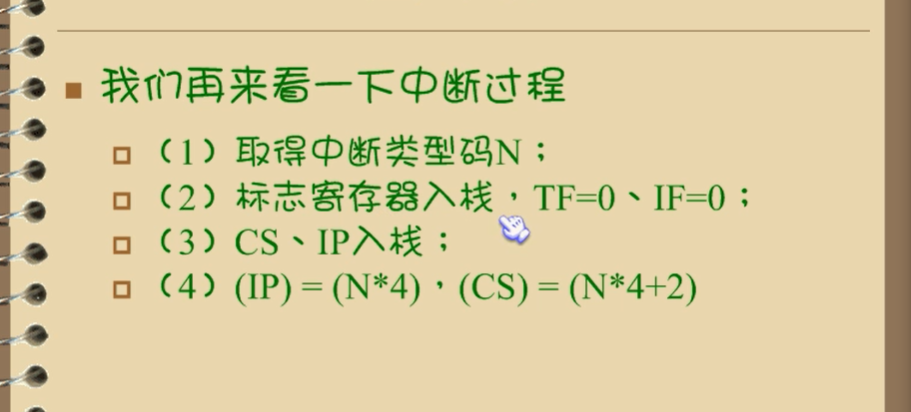 我们再来看一下中断过程
（1）取得中断类型码N；
（2）标志寄存器入栈，TF=0、IF=0；
（3）CS、IP入栈；
（4）(IP) = (N*4)，(CS) = (N*4+2)